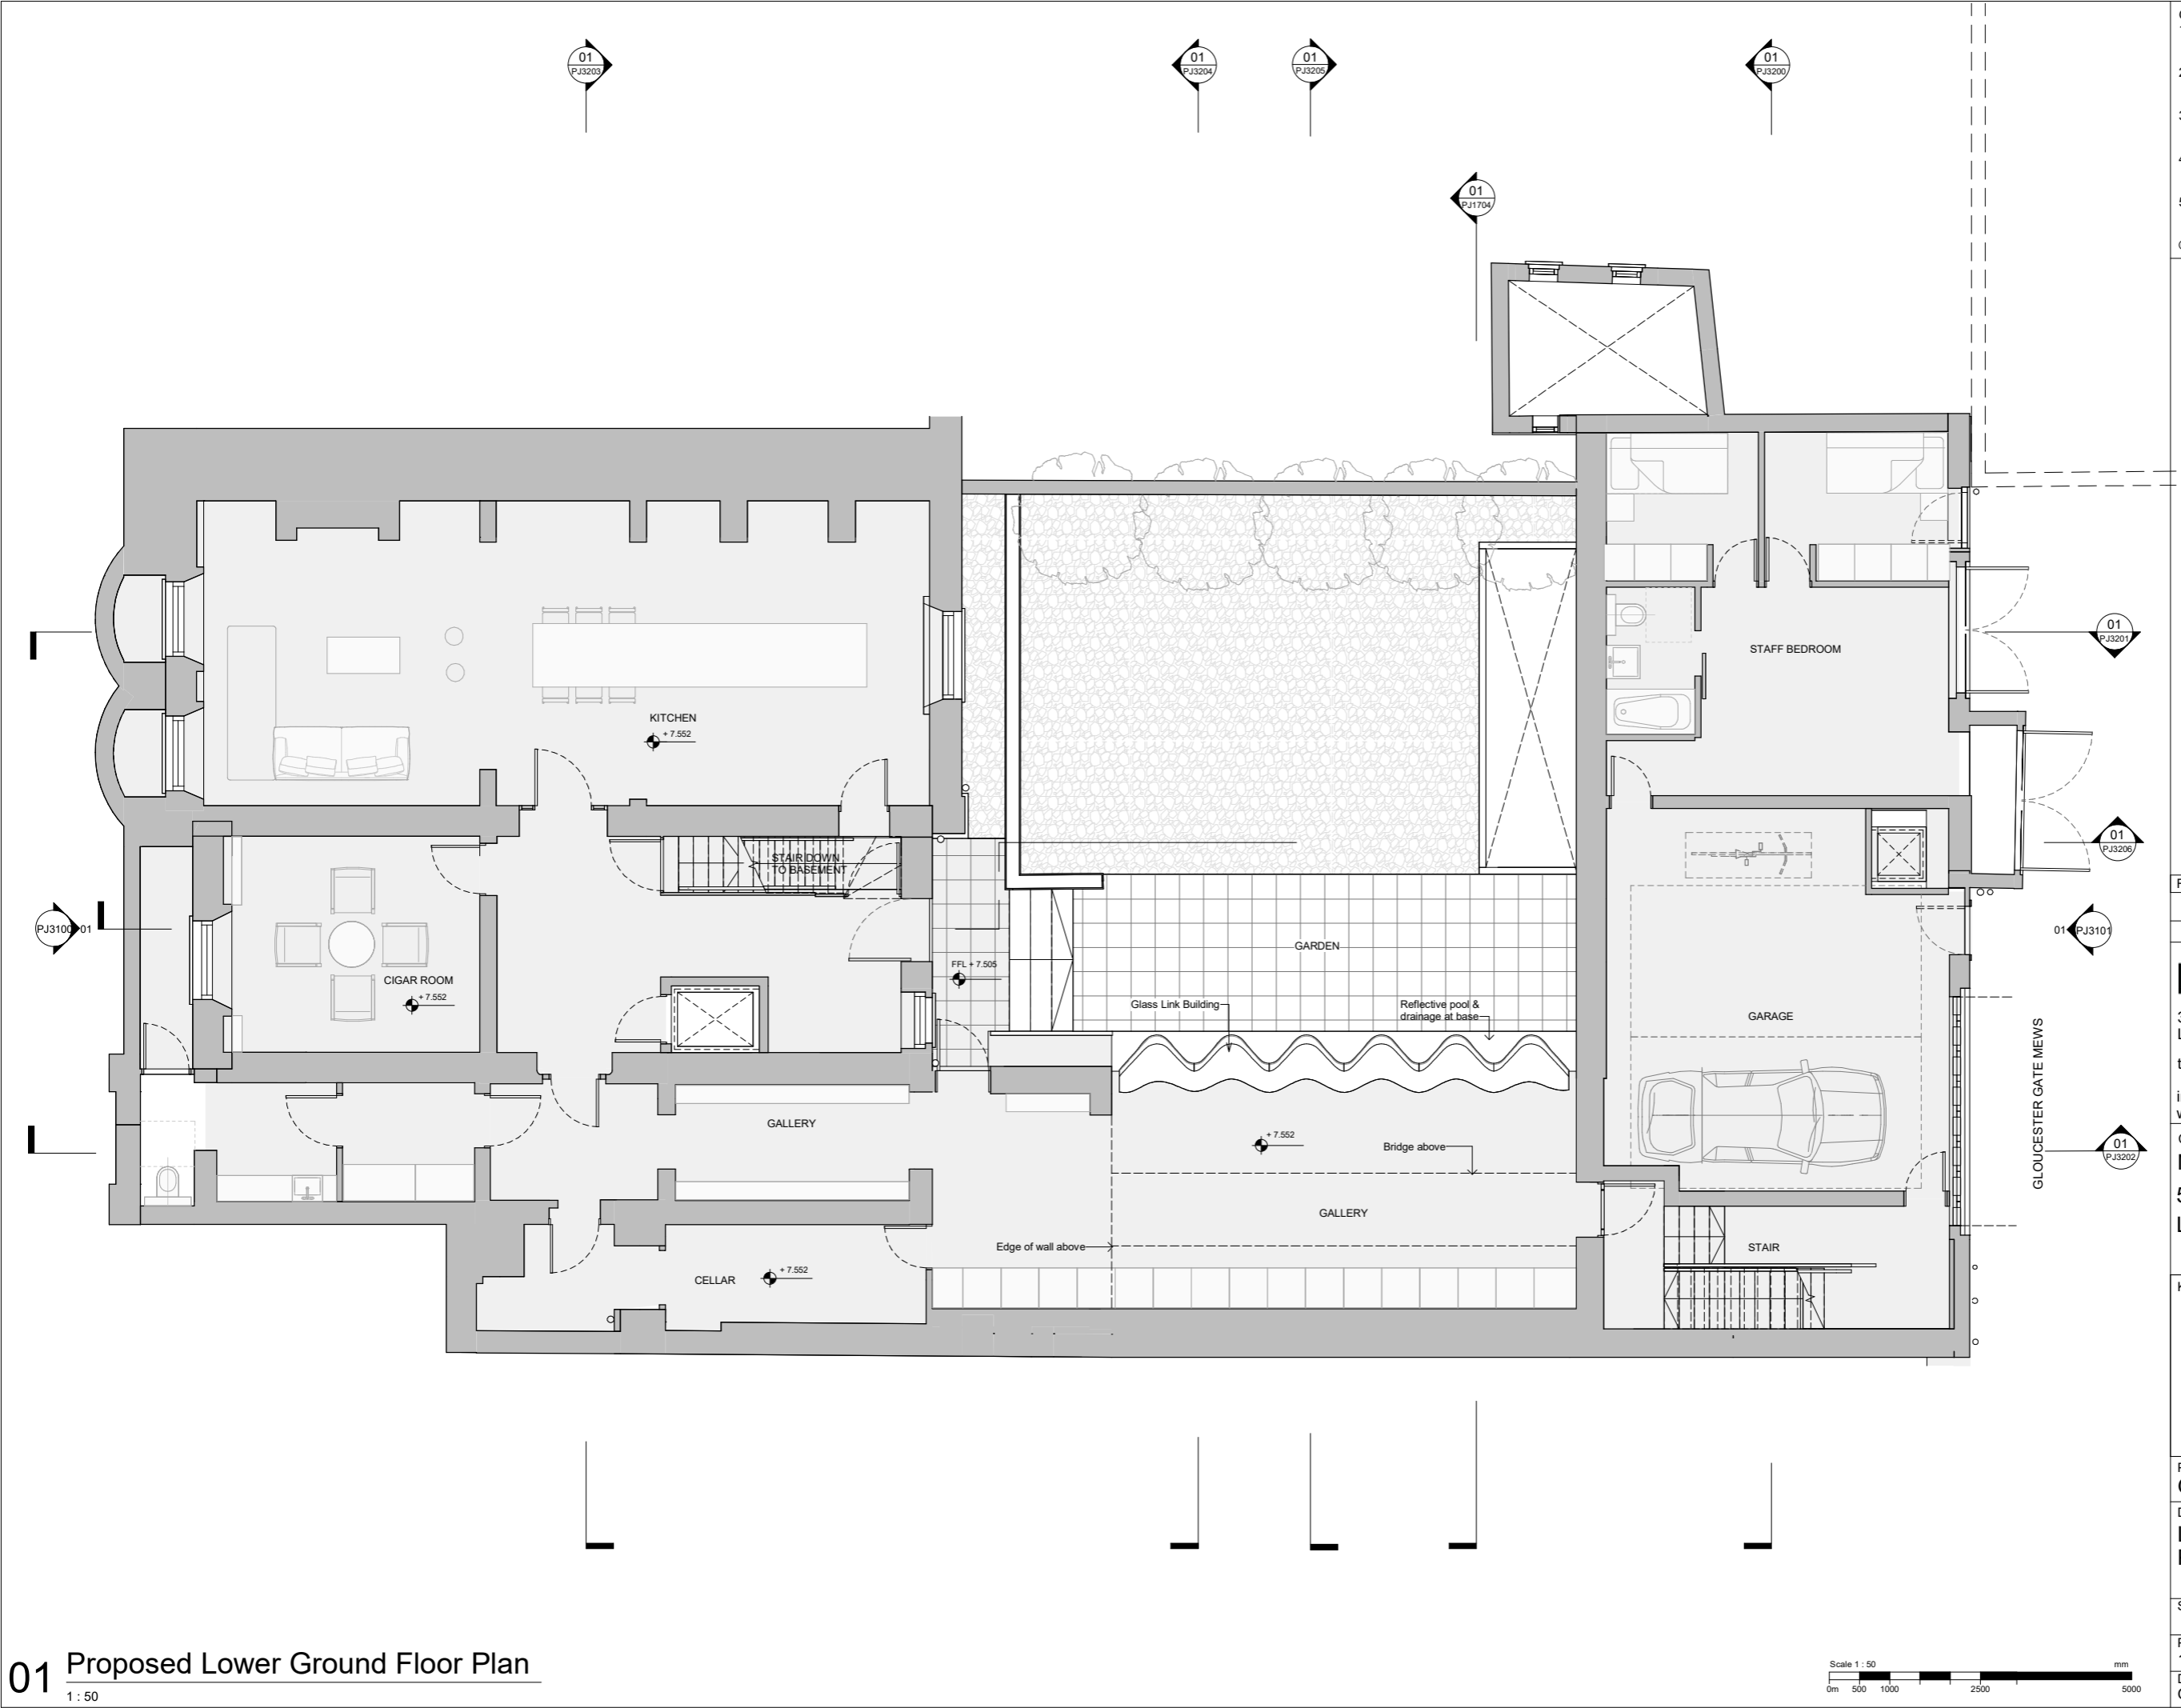 01
PJ3203
01
PJ3204
01
PJ3205
01
PJ3200
01
PJ1704
01
PJ3201
STAFF BEDROOM
KITCHEN
+ 7.552
STAIR DOWN
TO BASEMENT
01
PJ3206
PJ3100 01
01 PJ3101
GARDEN
FFL + 7.505
CIGAR ROOM
+ 7.552
Glass Link Building
Reflective pool &
drainage at base
GARAGE
GLOUCESTER GATE MEWS
GALLERY
+ 7.552
Bridge above
01
PJ3202
GALLERY
Edge of wall above
STAIR
CELLAR
+ 7.552
01 Proposed Lower Ground Floor Plan
1 : 50
Scale 1 : 50 mm
0m 500 1000 2500 5000